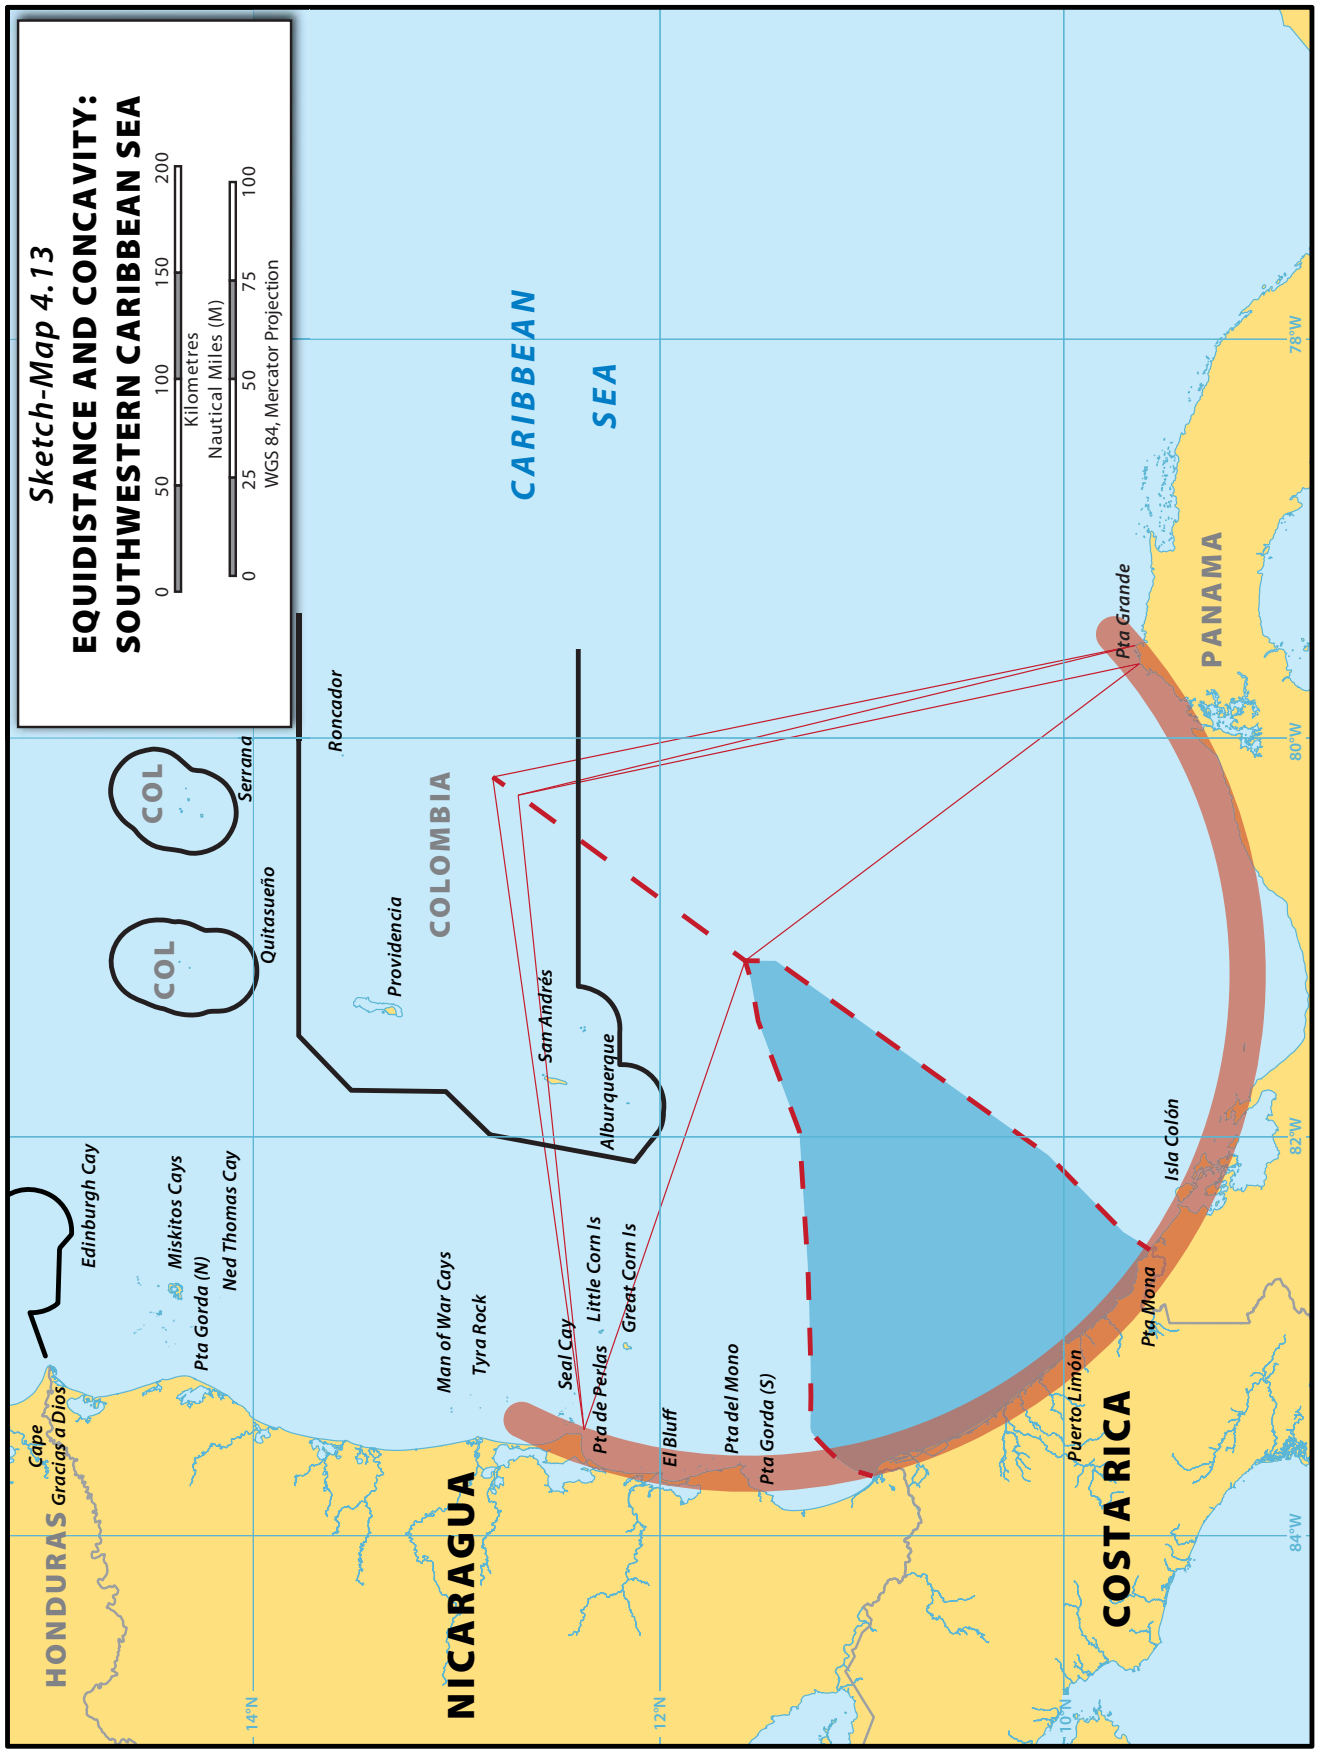 Sketch-Map 4.13
EQUIDISTANCE AND CONCAVITY:
SOUTHWESTERN CARIBBEAN SEA
0 50 100 150 200
Kilometres
Nautical Miles (M)
0 25 50 75 100
WGS 84, Mercator Projection
HONDURAS
Cape
Gracias a Dios
Edinburgh Cay
Miskitos Cays
Pta Gorda (N)
Ned Thomas Cay
COL
Quitasueño
COL
Serrana
Roncador
14°N
Providencia
COLOMBIA
Man of War Cays
Tyra Rock
NICARAGUA
CARIBBEAN
SEA
San Andrés
Alburquerque
Seal Cay
Little Corn Is
Pta de Perlas
Great Corn Is
El Bluff
12°N
Pta del Mono
Pta Gorda (S)
Puerto Limón
10°N
COSTA RICA
Pta Mona
Isla Colón
Pta Grande
PANAMA
84°W
82°W
80°W
78°W